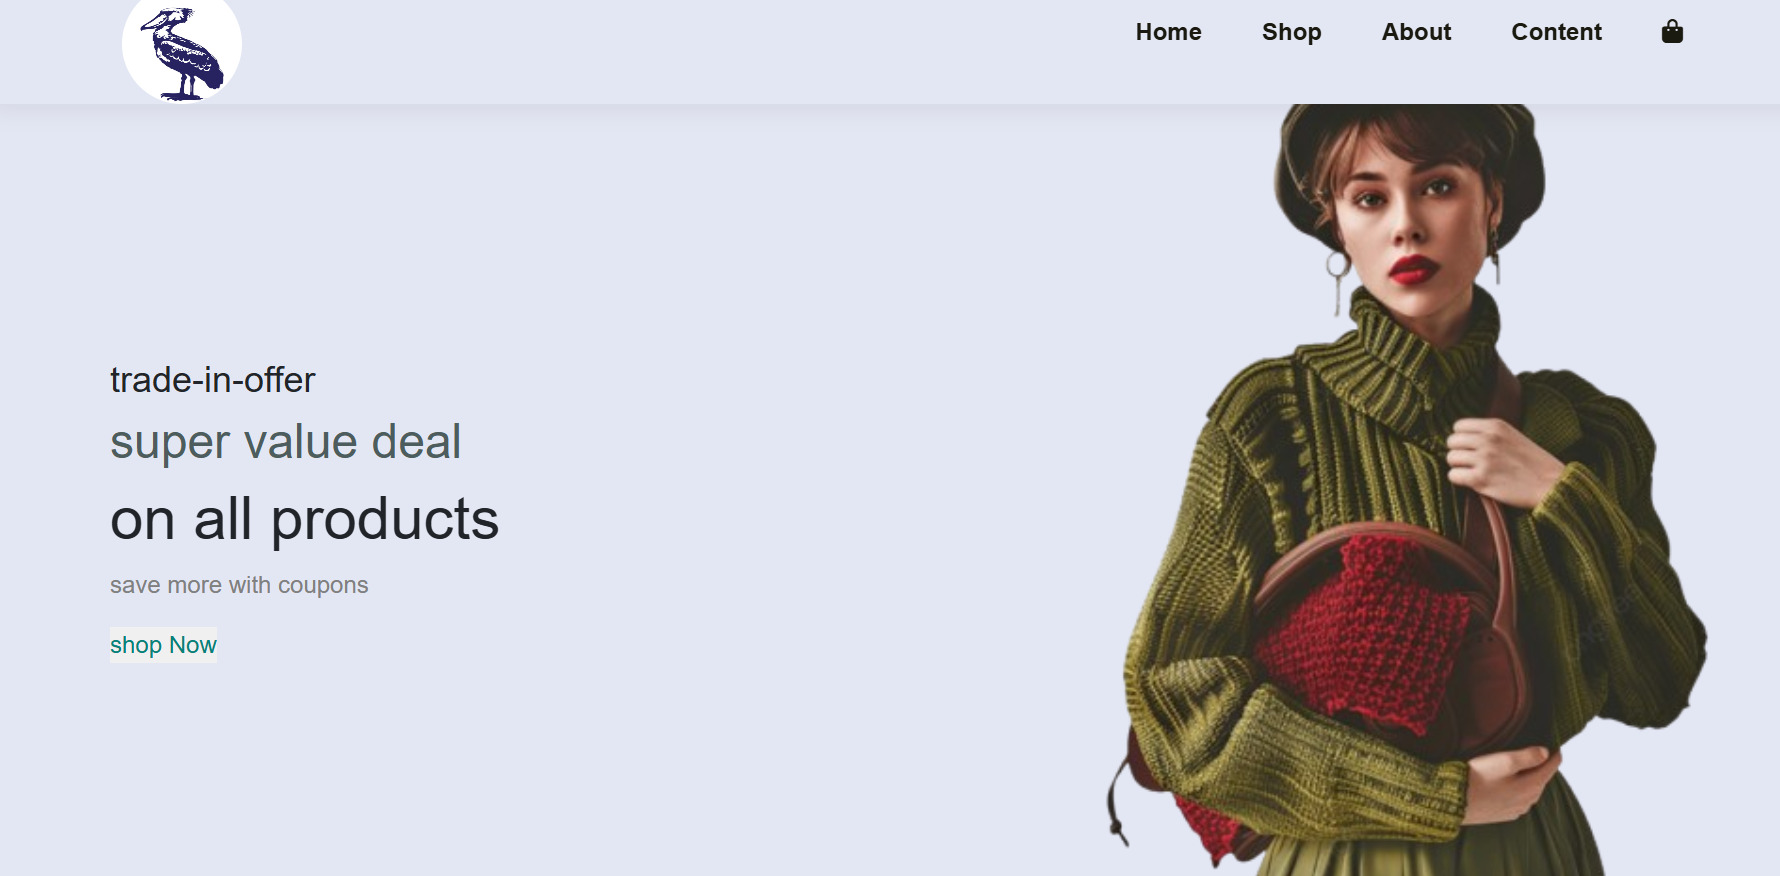 Home Shop About Content
trade-in-offer
super value deal
on all products
save more with coupons
shop Now